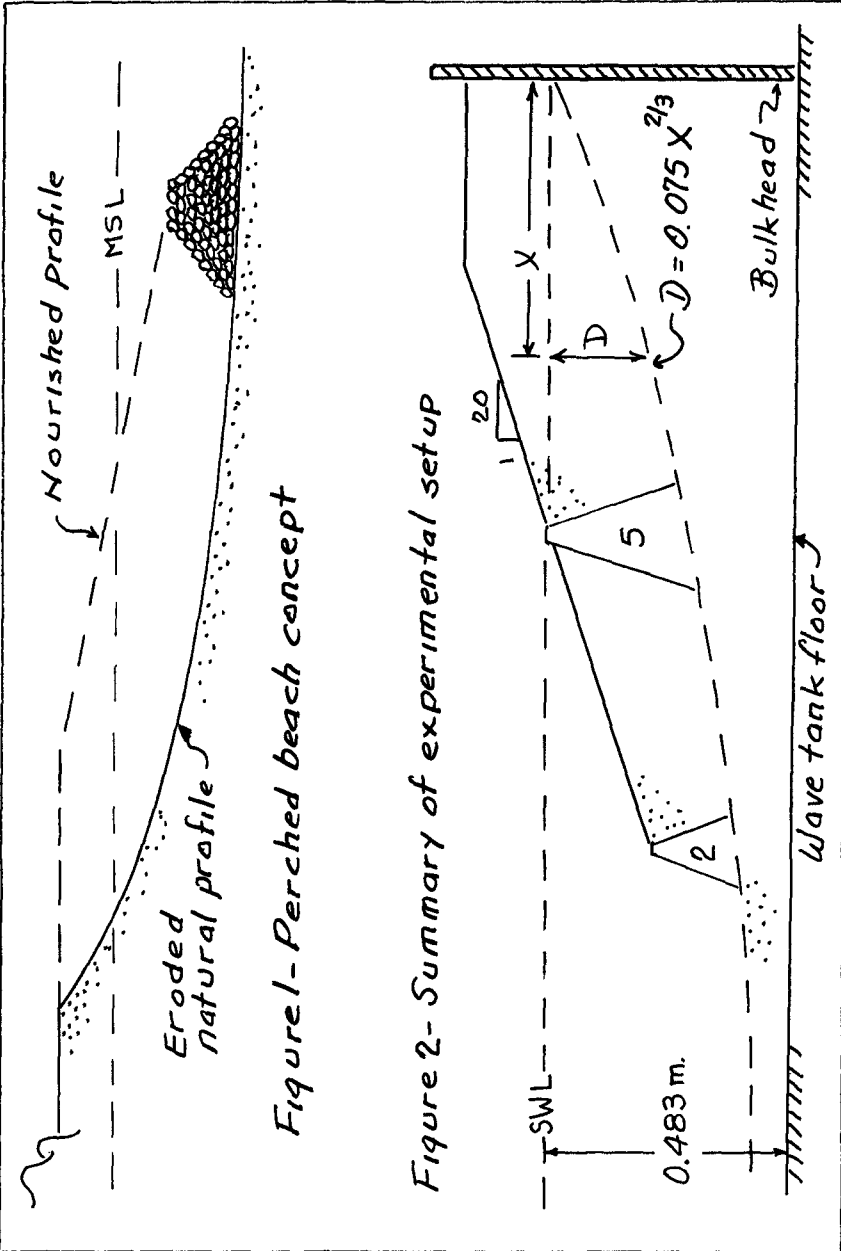 Nourished profile
MSL
Eroded
natural profile
Figure 1- Perched beach concept
Figure 2- Summary of experimental setup
SWL
0.483 m.
2
5
1
20
X
D
D = 0.075 X^2/3
Bulkhead
Wave tank floor